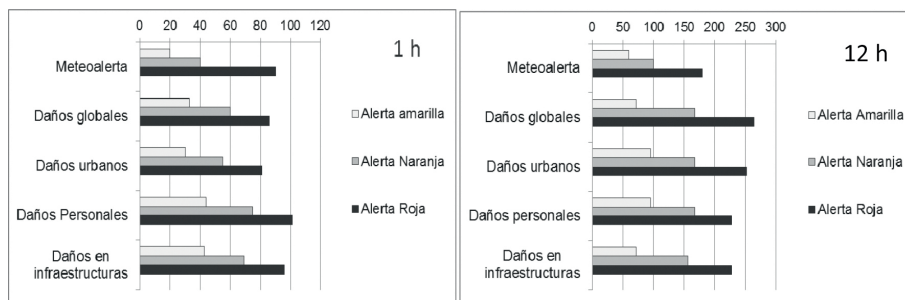 0 20 40 60 80 100 120
1 h
Meteoalerta
Daños globales
Daños urbanos
Daños Personales
Daños en
infraestructuras
Alerta amarilla
Alerta Naranja
Alerta Roja
0 50 100 150 200 250 300
12 h
Meteoalerta
Daños globales
Daños urbanos
Daños personales
Daños en
infraestructuras
Alerta Amarilla
Alerta Naranja
Alerta Roja